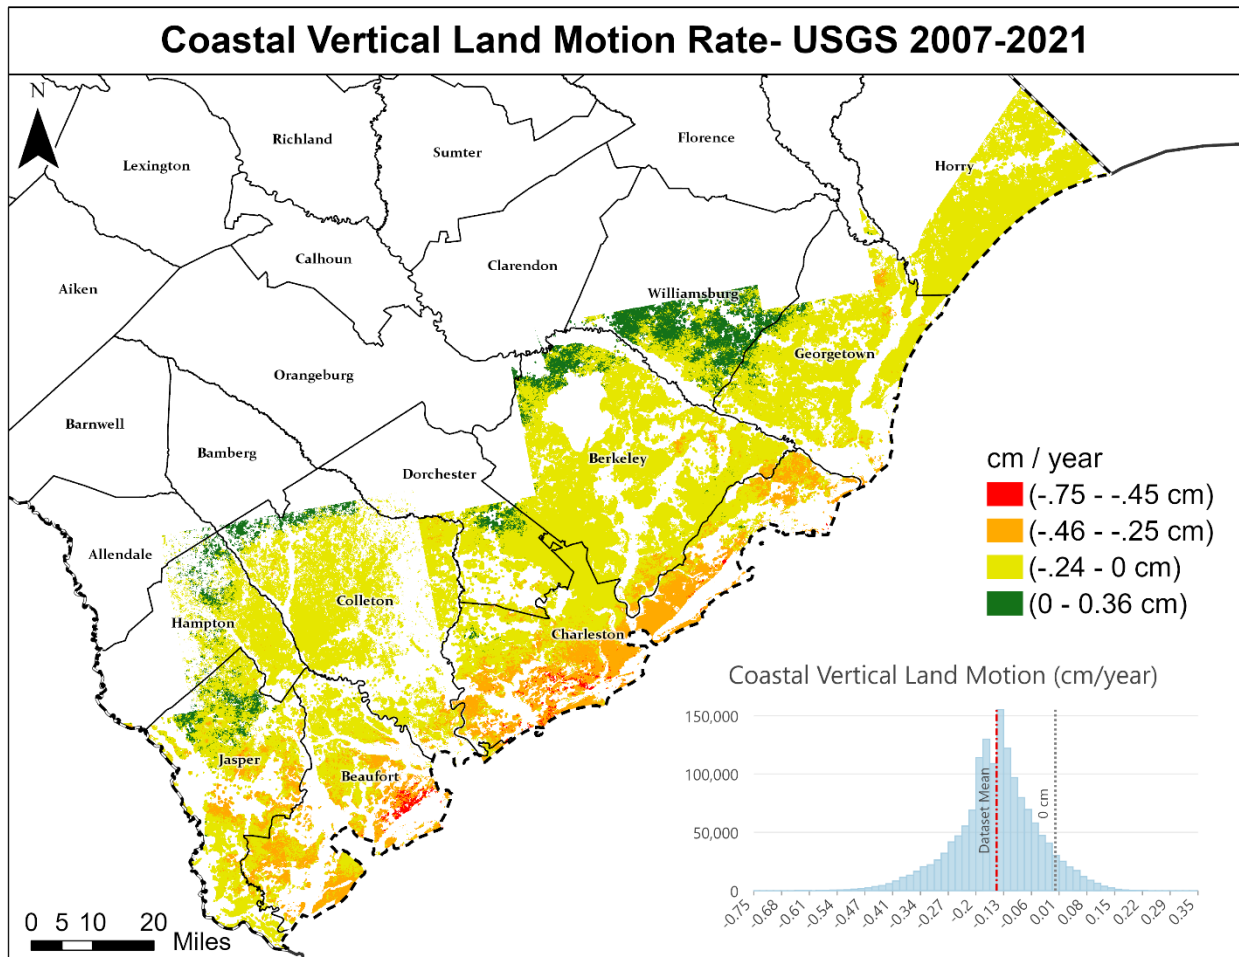 Coastal Vertical Land Motion Rate- USGS 2007-2021
N
Richland
Sumter
Florence
Lexington
Horry
Calhoun
Clarendon
Aiken
Williamsburg
Georgetown
Orangeburg
Barnwell
Bamberg
Dorchester
Berkeley
Allendale
Colleton
Hampton
Charleston
Jasper
Beaufort
cm / year
(-.75 - -.45 cm)
(-.46 - -.25 cm)
(-.24 - 0 cm)
(0 - 0.36 cm)
Coastal Vertical Land Motion (cm/year)
150,000
100,000
50,000
0
Dataset Mean
0 cm
-0.75 -0.68 -0.61 -0.54 -0.47 -0.41 -0.34 -0.27 -0.2 -0.13 -0.06 0.01 0.08 0.15 0.22 0.29 0.35
0 5 10 20
Miles